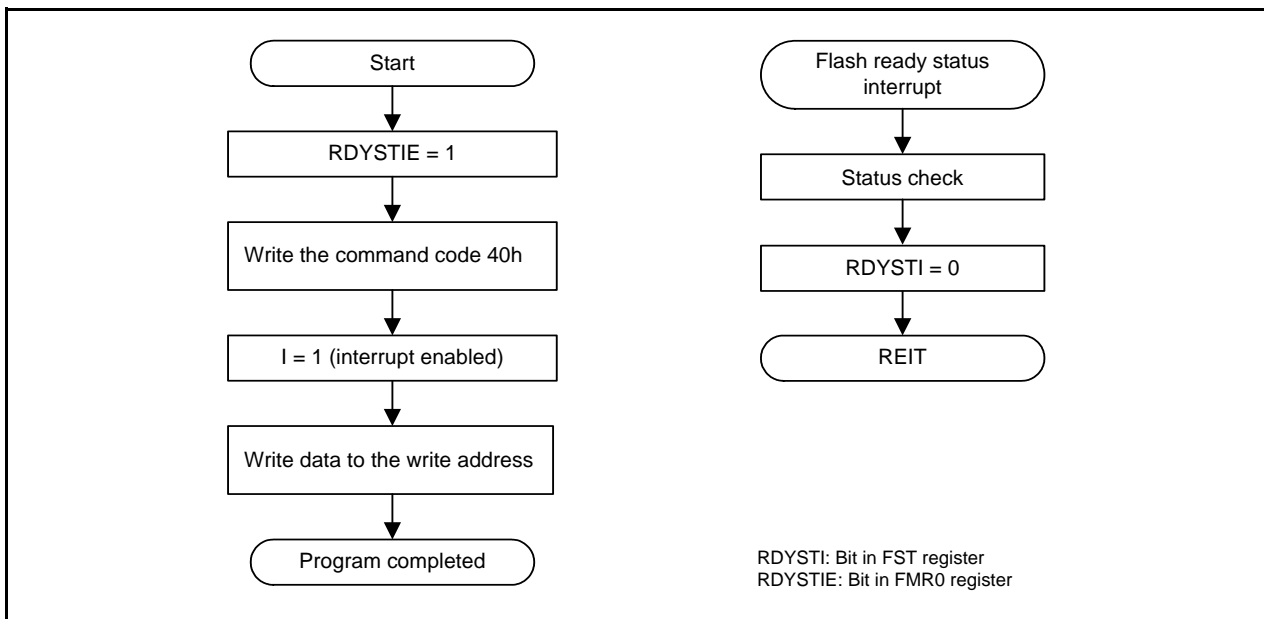 Start
RDYSTIE = 1
Write the command code 40h
I = 1 (interrupt enabled)
Write data to the write address
Program completed
Flash ready status
interrupt
Status check
RDYSTI = 0
REIT
RDYSTI: Bit in FST register
RDYSTIE: Bit in FMR0 register